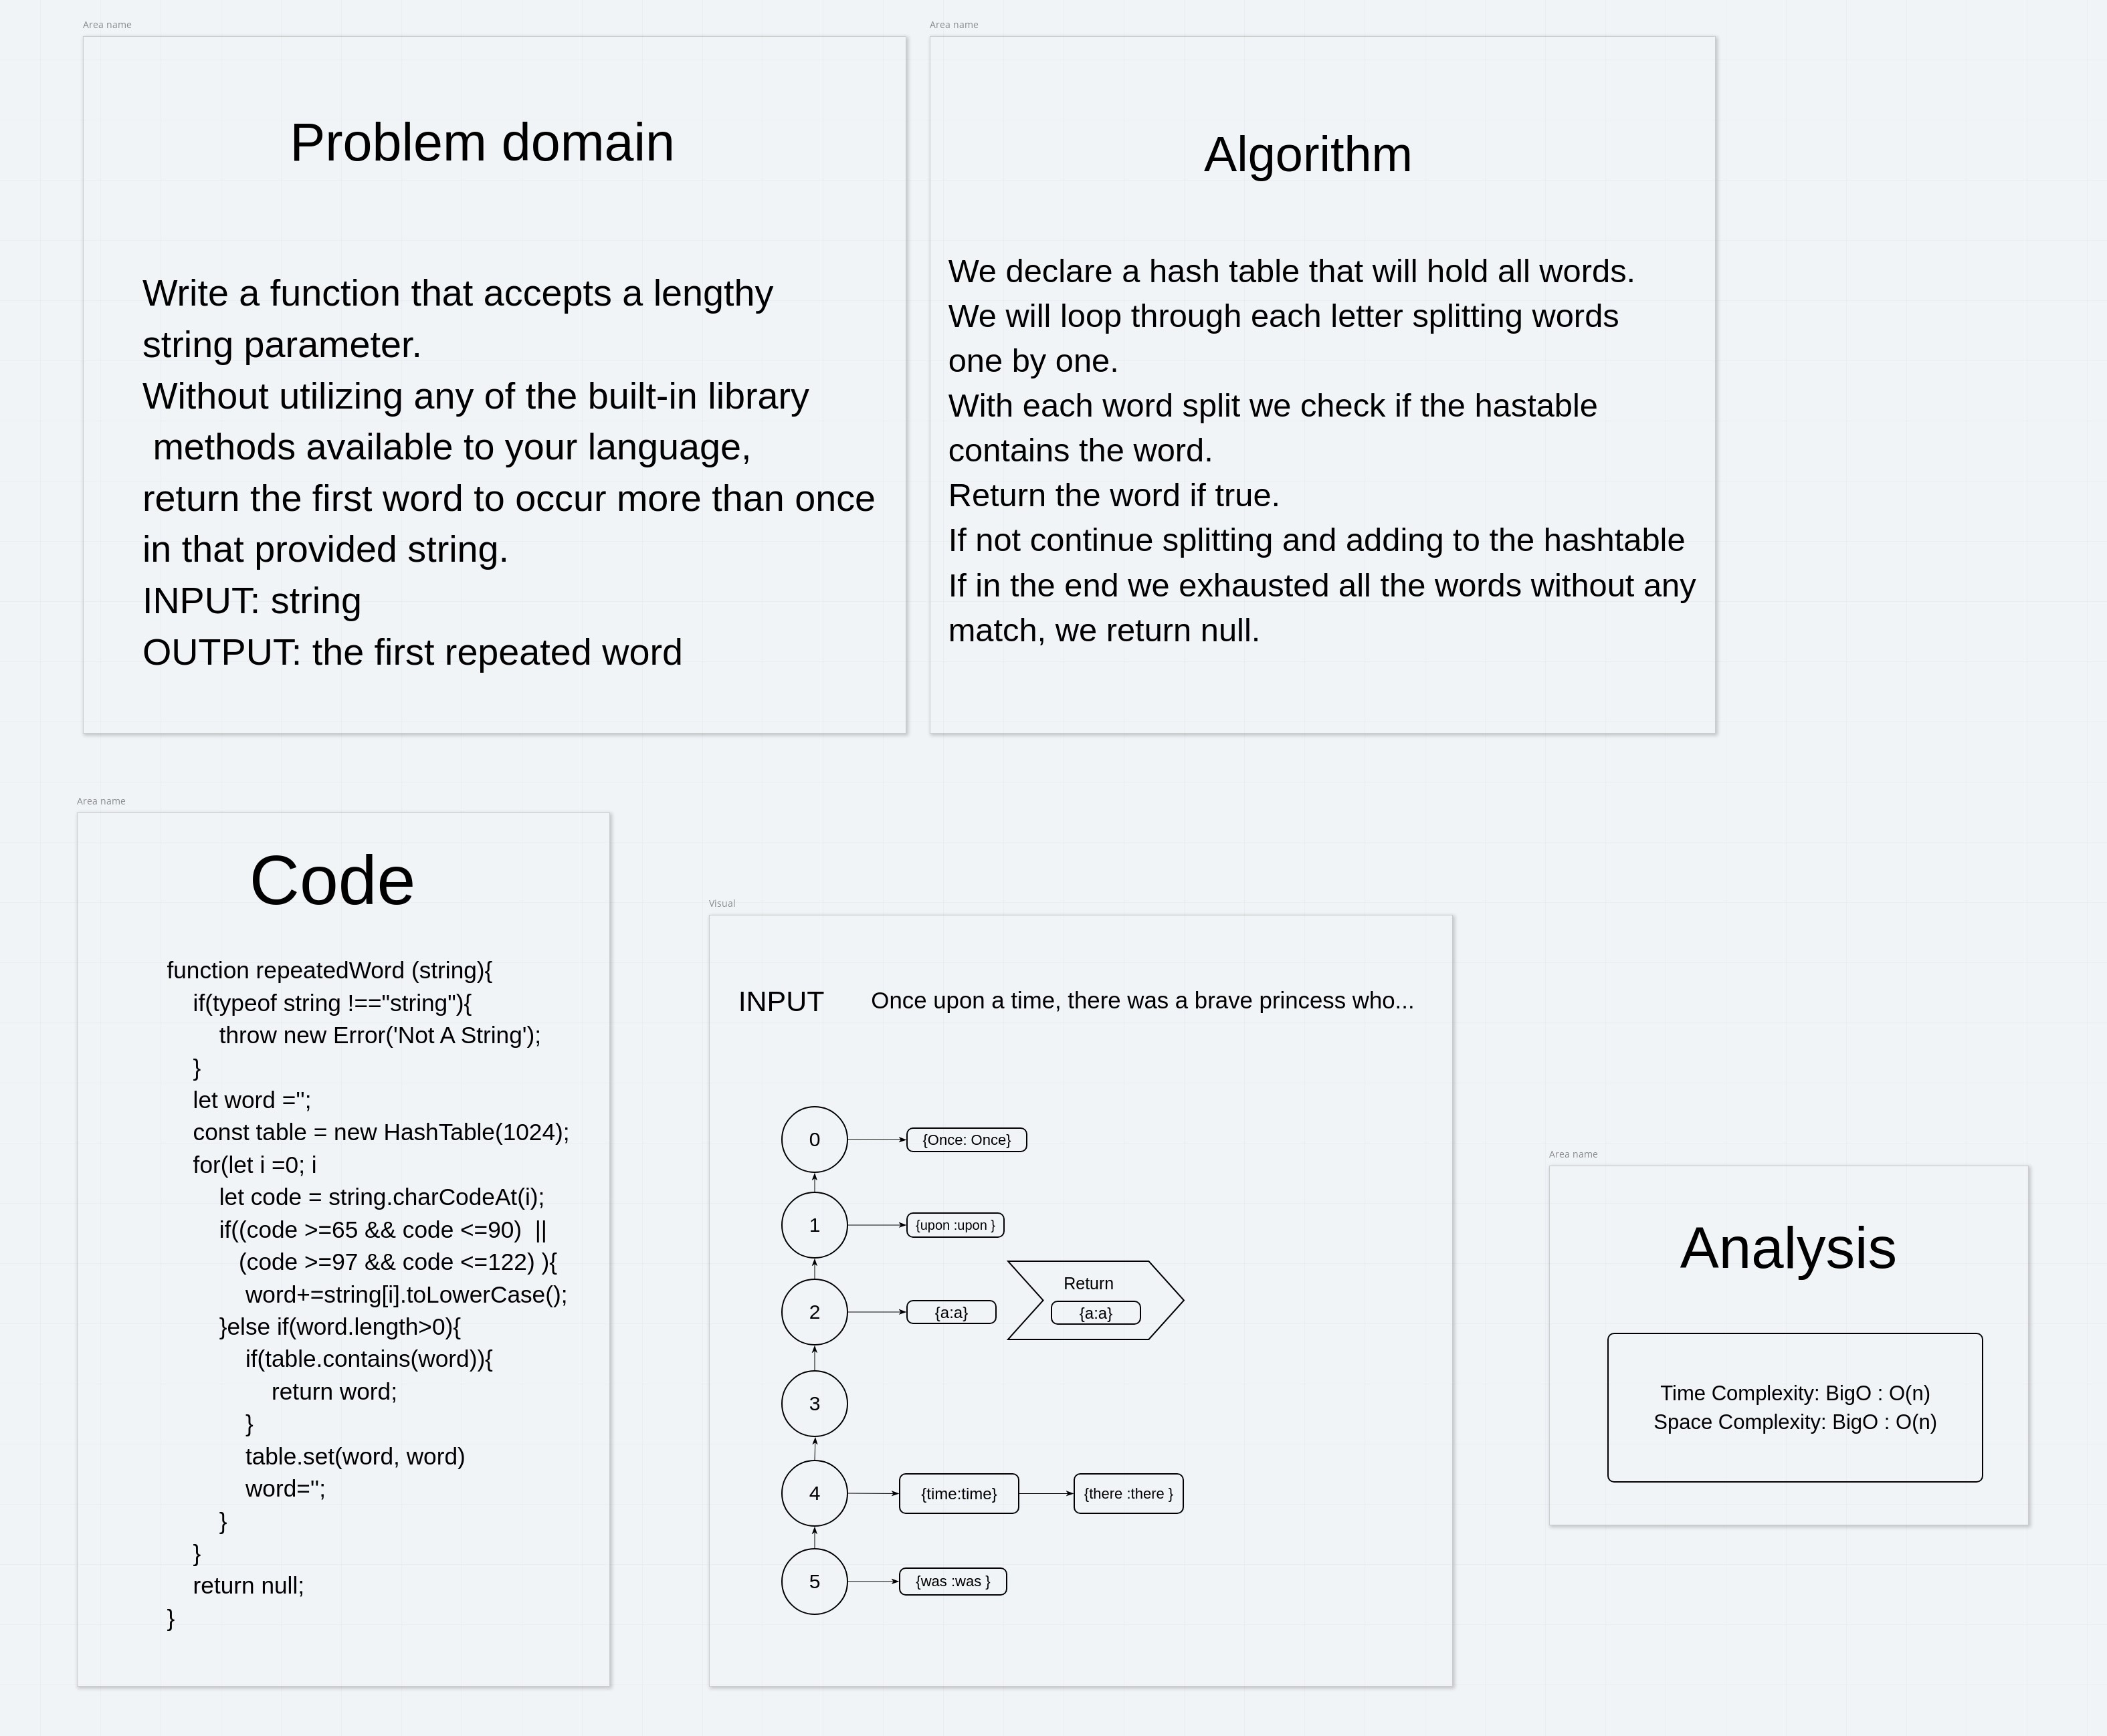 Area name
Problem domain
Write a function that accepts a lengthy
string parameter.
Without utilizing any of the built-in library
methods available to your language,
return the first word to occur more than once
in that provided string.
INPUT: string
OUTPUT: the first repeated word
Area name
Algorithm
We declare a hash table that will hold all words.
We will loop through each letter splitting words
one by one.
With each word split we check if the hastable
contains the word.
Return the word if true.
If not continue splitting and adding to the hashtable
If in the end we exhausted all the words without any
match, we return null.
Area name
Code
function repeatedWord (string){
if(typeof string !=="string"){
throw new Error('Not A String');
}
let word ='';
const table = new HashTable(1024);
for(let i =0; i
let code = string.charCodeAt(i);
if((code >=65 && code <=90)  ||
(code >=97 && code <=122) ){
word+=string[i].toLowerCase();
}else if(word.length>0){
if(table.contains(word)){
return word;
}
table.set(word, word)
word='';
}
}
return null;
}
Visual
INPUT Once upon a time, there was a brave princess who...
0 {Once: Once}
1 {upon :upon }
Return
2 {a:a} {a:a}
3
4 {time:time} {there :there }
5 {was :was }
Area name
Analysis
Time Complexity: BigO : O(n)
Space Complexity: BigO : O(n)